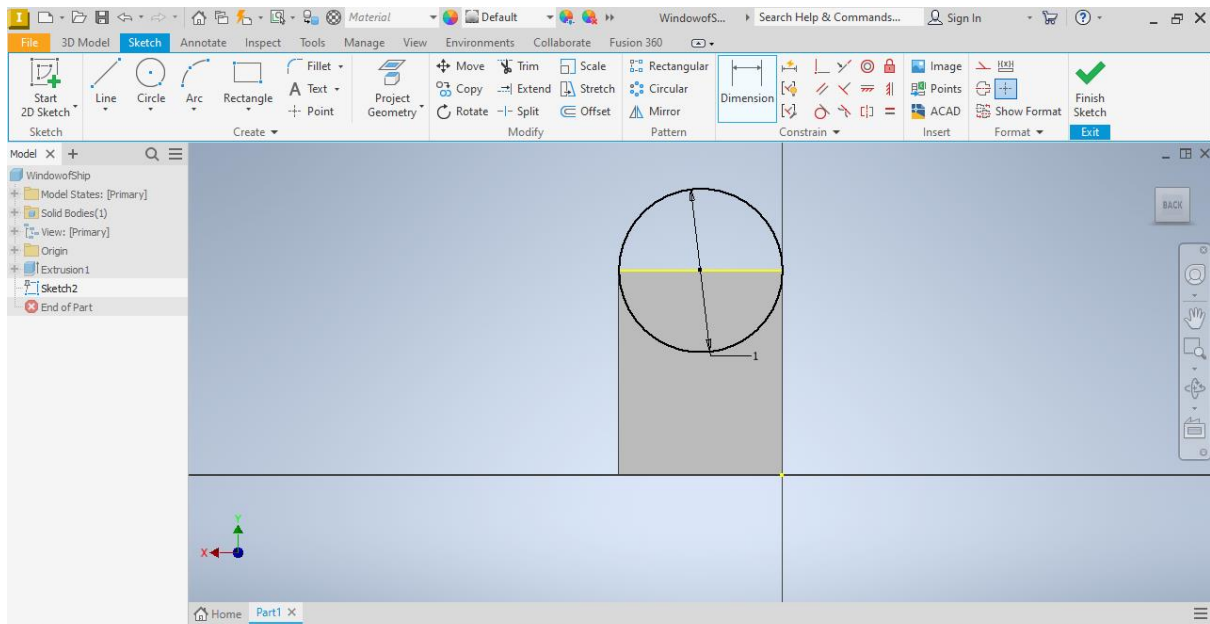 I Material Default WindowofS... Search Help & Commands... Sign In
File 3D Model Sketch Annotate Inspect Tools Manage View Environments Collaborate Fusion 360
Start 2D Sketch
Line
Circle
Arc
Rectangle
Fillet
Text
Point
Project Geometry
Move Trim Scale
Copy Extend Stretch
Rotate Split Offset
Rectangular
Circular
Mirror
Dimension
Image
Points
ACAD
Show Format
Finish Sketch
Sketch Create Modify Pattern Constrain Insert Format Exit
Model
WindowofShip
Model States: [Primary]
Solid Bodies(1)
View: [Primary]
Origin
Extrusion1
Sketch2
End of Part
BACK
1
Y
X
Home Part1